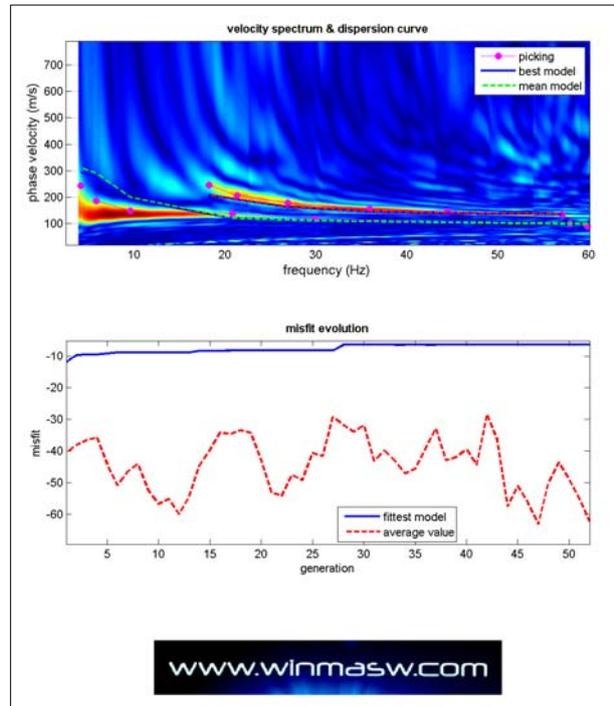 velocity spectrum & dispersion curve
phase velocity (m/s)
700
600
500
400
300
200
100
picking
best model
mean model
10
20
30
40
50
60
frequency (Hz)
misfit evolution
misfit
-10
-20
-30
-40
-50
-60
fittest model
average value
5
10
15
20
25
30
35
40
45
50
generation
www.winmasw.com